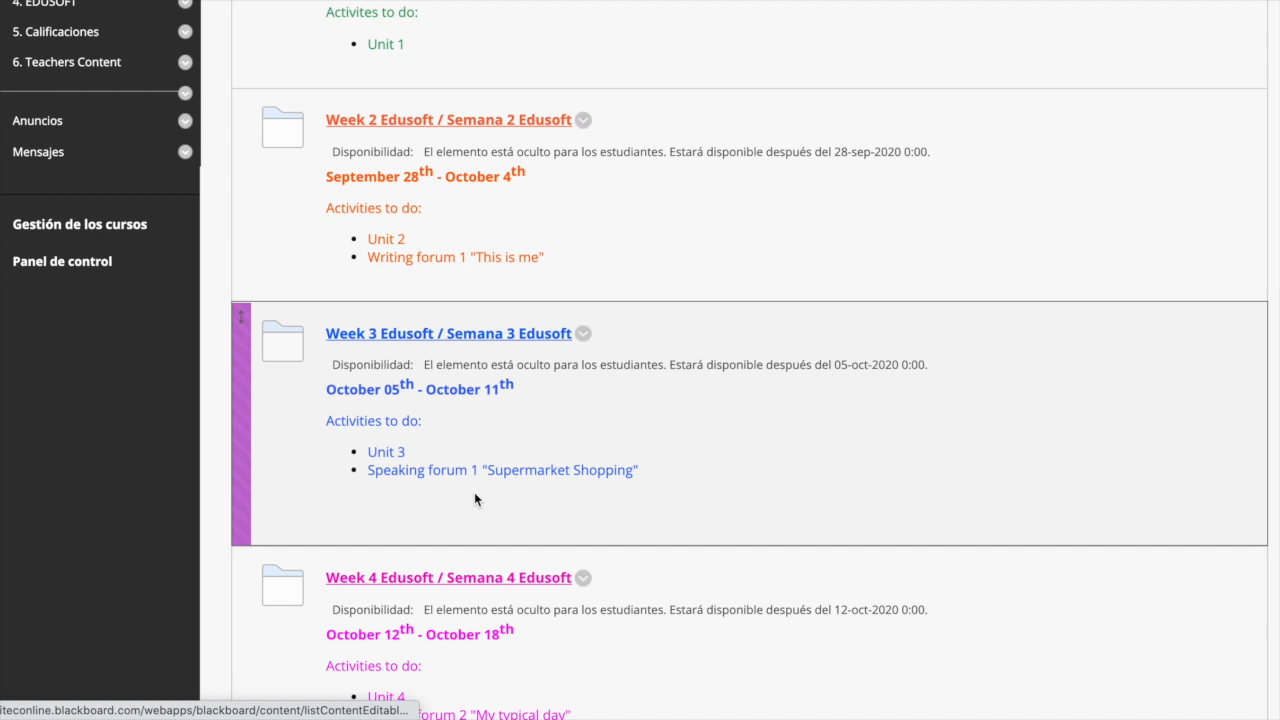 4. EDUSOFT
5. Calificaciones
6. Teachers Content
Anuncios
Mensajes
Gestión de los cursos
Panel de control
Activites to do:
Unit 1
Week 2 Edusoft / Semana 2 Edusoft
Disponibilidad: El elemento está oculto para los estudiantes. Estará disponible después del 28-sep-2020 0:00.
September 28th - October 4th
Activities to do:
Unit 2
Writing forum 1 "This is me"
Week 3 Edusoft / Semana 3 Edusoft
Disponibilidad: El elemento está oculto para los estudiantes. Estará disponible después del 05-oct-2020 0:00.
October 05th - October 11th
Activities to do:
Unit 3
Speaking forum 1 "Supermarket Shopping"
Week 4 Edusoft / Semana 4 Edusoft
Disponibilidad: El elemento está oculto para los estudiantes. Estará disponible después del 12-oct-2020 0:00.
October 12th - October 18th
Activities to do:
Unit 4
forum 2 "My typical day"
iteconline.blackboard.com/webapps/blackboard/content/listContentEditabl...